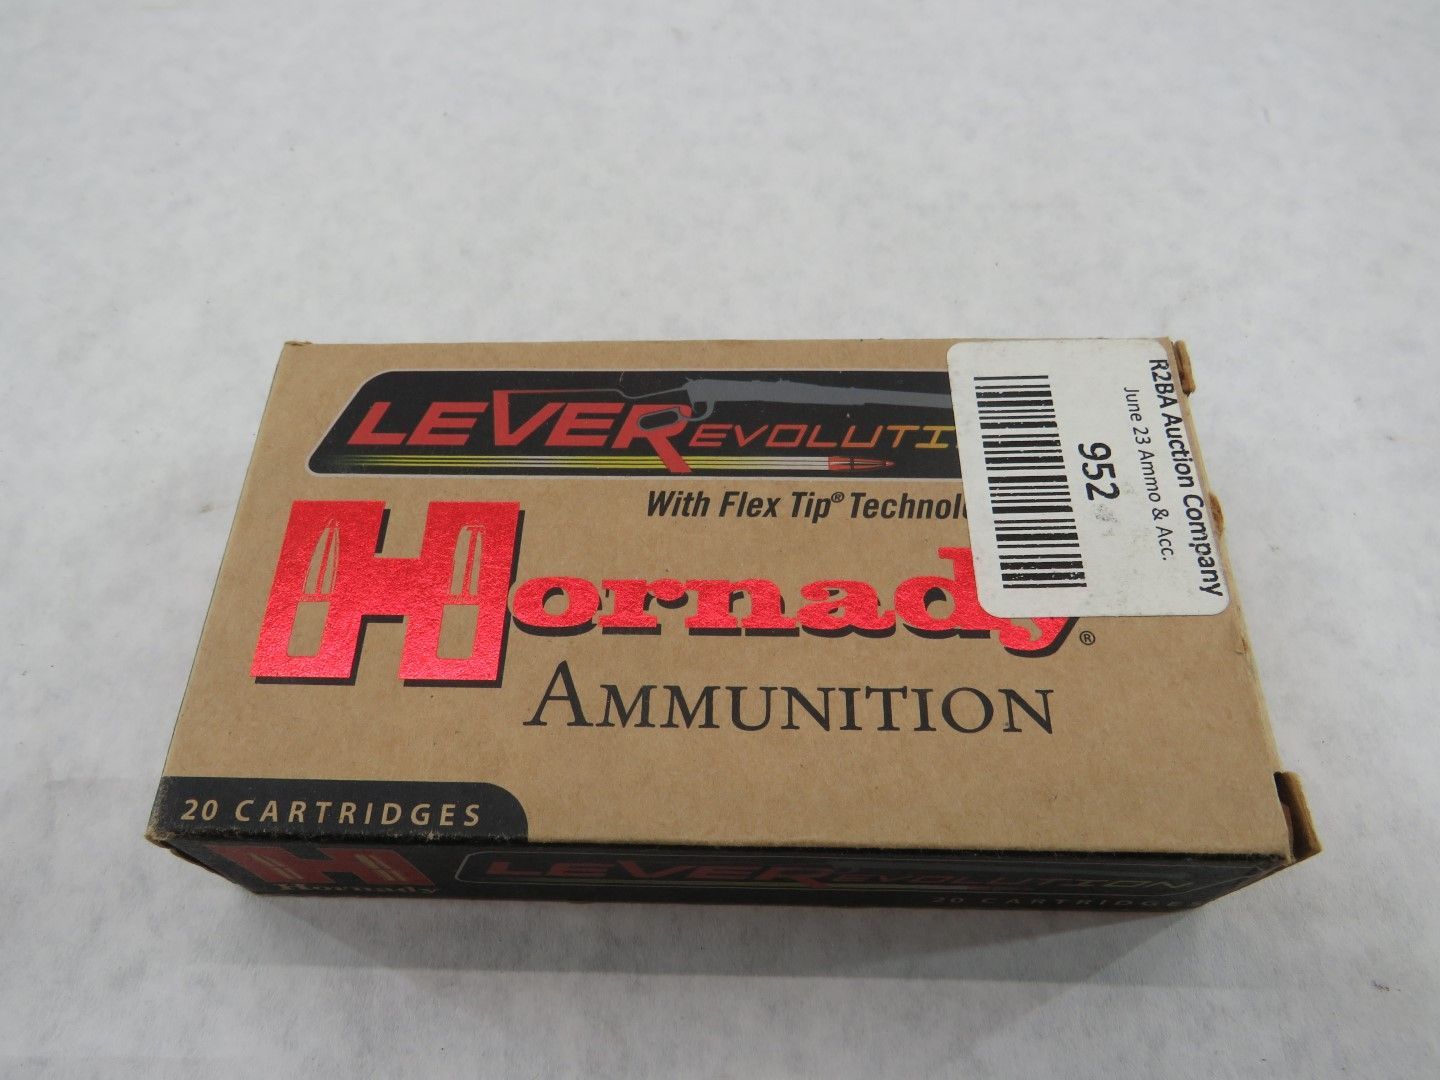 LEVEREVOLUTI
With Flex Tip® Technolo
Hornady®
AMMUNITION
20 CARTRIDGES
R2BA Auction Company
June 23 Ammo & Acc.
952
Hornady
LEVEREVOLUTION
20 CARTRIDGES